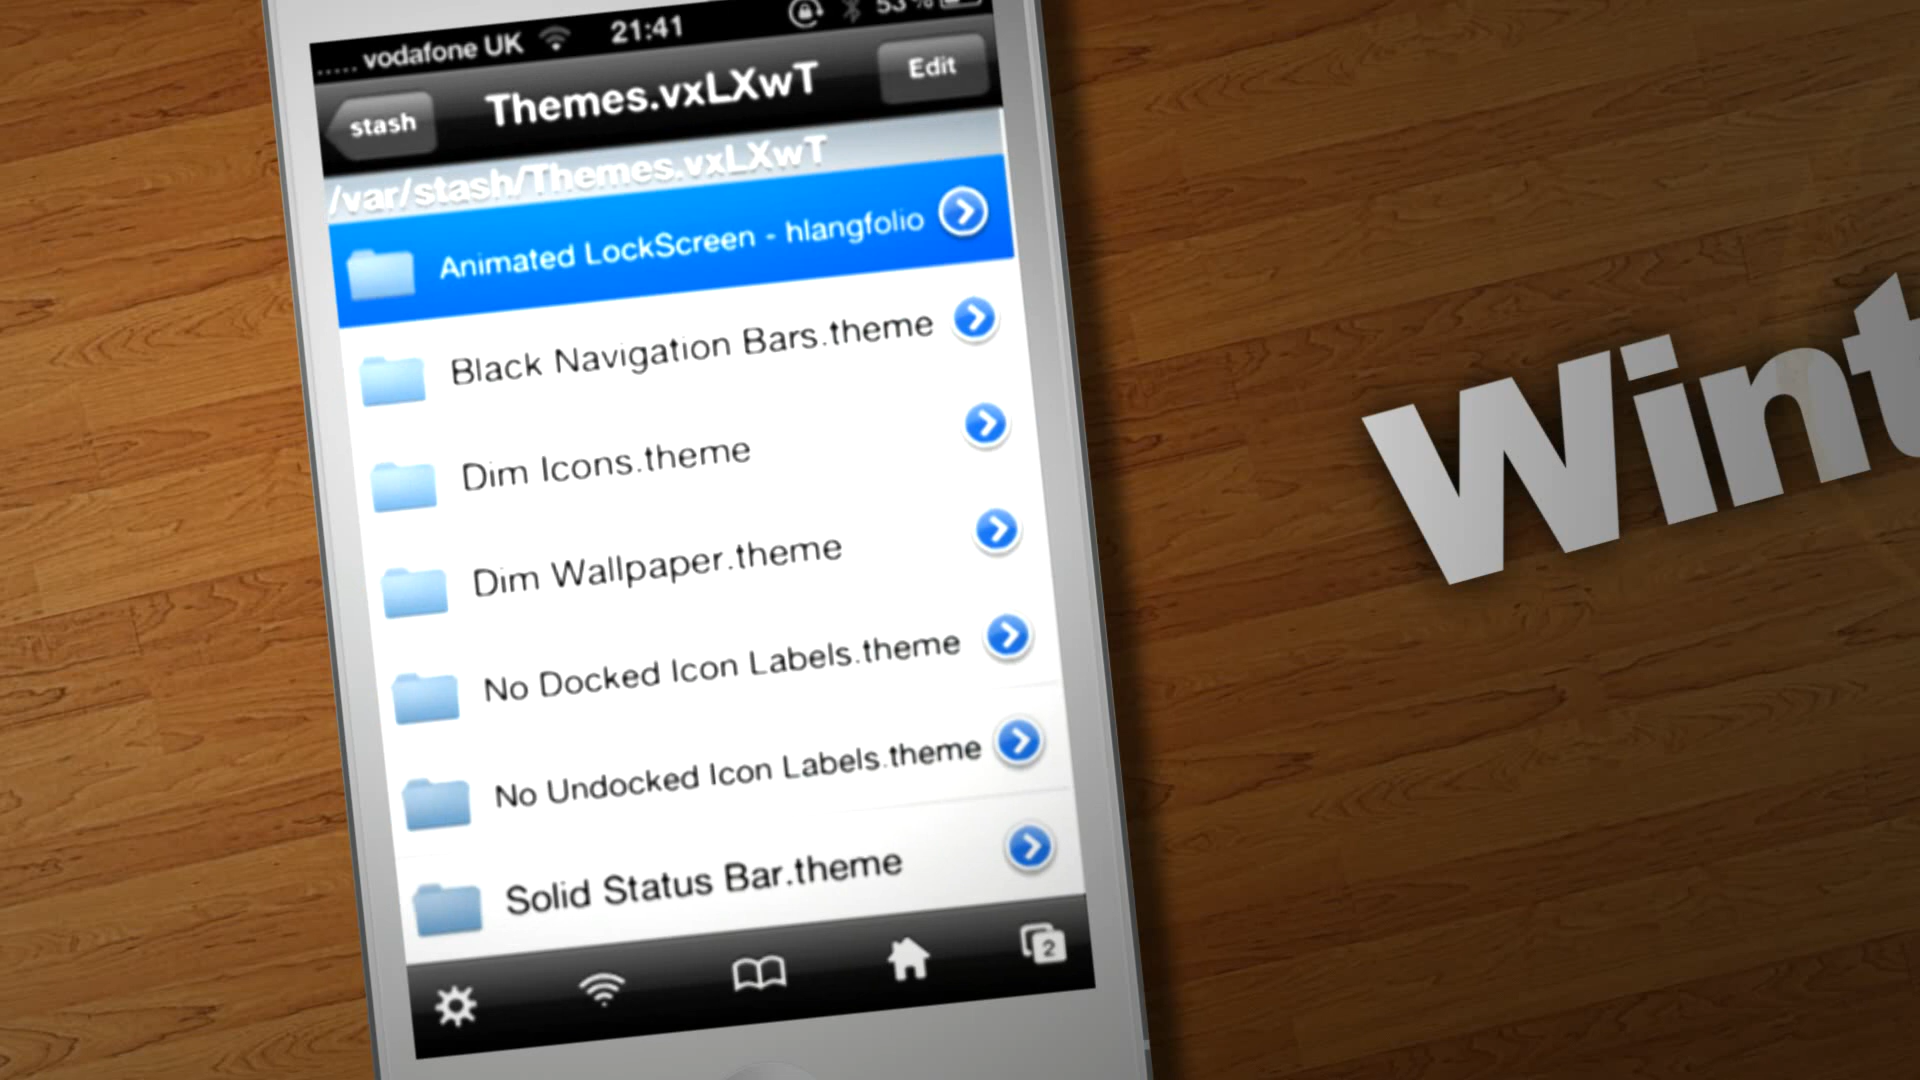 ..... vodafone UK 21:41 53 %
stash Themes.vxLXwT Edit
/var/stash/Themes.vxLXwT
Animated LockScreen - hlangfolio
Black Navigation Bars.theme
Dim Icons.theme
Dim Wallpaper.theme
No Docked Icon Labels.theme
No Undocked Icon Labels.theme
Solid Status Bar.theme
2
Wint